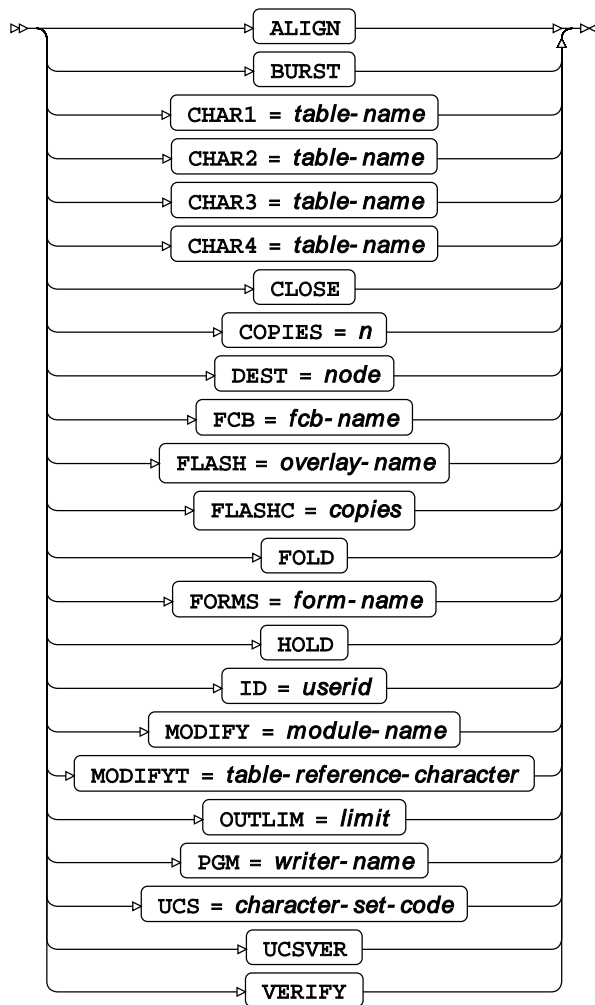 ALIGN
BURST
CHAR1 = table-name
CHAR2 = table-name
CHAR3 = table-name
CHAR4 = table-name
CLOSE
COPIES = n
DEST = node
FCB = fcb-name
FLASH = overlay-name
FLASHC = copies
FOLD
FORMS = form-name
HOLD
ID = userid
MODIFY = module-name
MODIFYT = table-reference-character
OUTLIM = limit
PGM = writer-name
UCS = character-set-code
UCSVER
VERIFY